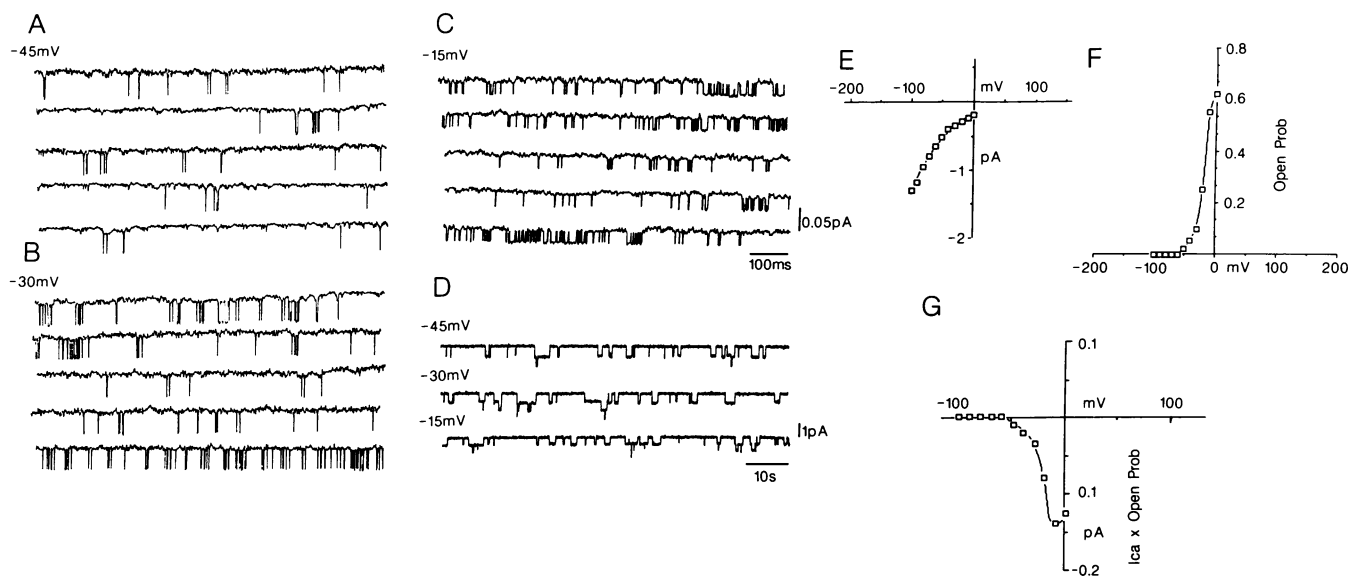 A
-45mV
B
-30mV
C
-15mV
0.05pA
100ms
D
-45mV
-30mV
-15mV
1pA
10s
E
-200
-100
mV
100
-1
pA
-2
F
0.8
0.6
0.4
0.2
Open Prob
-200
-100
0
mV
100
200
G
0.1
-100
mV
100
0.1
pA
-0.2
Ica x Open Prob